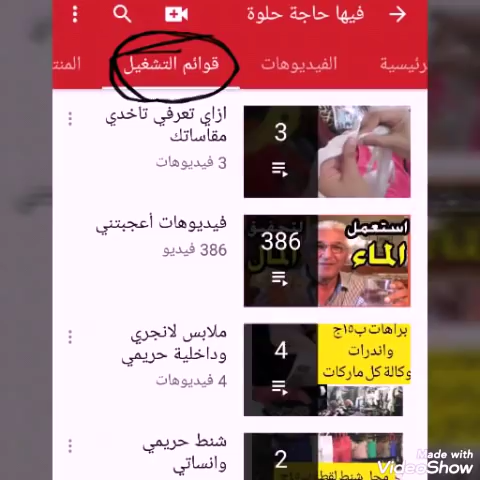 فيها حاجة حلوة
رئيسية
الفيديوهات
قوائم التشغيل
المنت
ازاي تعرفي تاخدي
مقاساتك
3 فيديوهات
3
فيديوهات أعجبتني
386 فيديو
386
استعمل
الماء
ملابس لانجري
وداخلية حريمي
4 فيديوهات
4
براهات ب١٥ج
واندرات
وكالة كل ماركات
شنط حريمي
وانساتي
2
Made with
VideoShow